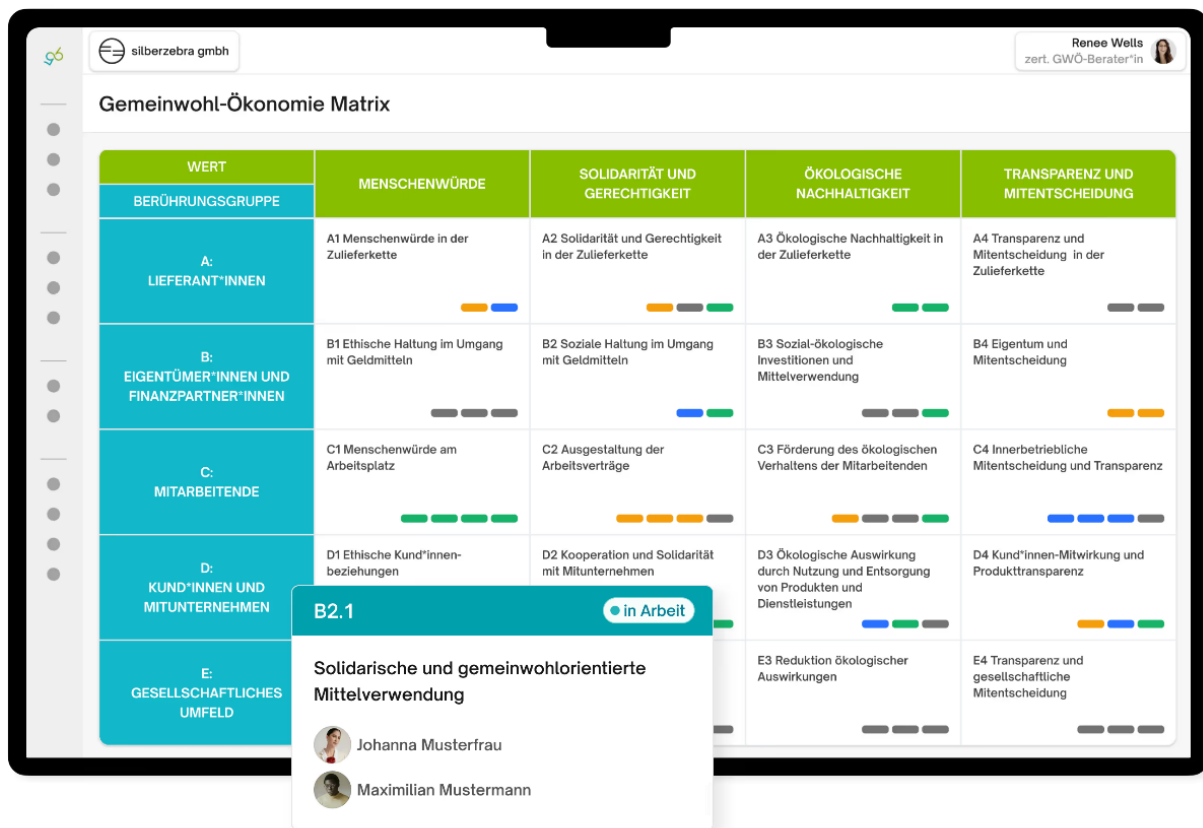 silberzebra gmbh
Renee Wells
zert. GWÖ-Berater*in
Gemeinwohl-Ökonomie Matrix
WERT
BERÜHRUNGSGRUPPE
MENSCHENWÜRDE
SOLIDARITÄT UND
GERECHTIGKEIT
ÖKOLOGISCHE
NACHHALTIGKEIT
TRANSPARENZ UND
MITENTSCHEIDUNG
A:
LIEFERANT*INNEN
A1 Menschenwürde in der
Zulieferkette
A2 Solidarität und Gerechtigkeit
in der Zulieferkette
A3 Ökologische Nachhaltigkeit in
der Zulieferkette
A4 Transparenz und
Mitentscheidung in der
Zulieferkette
B:
EIGENTÜMER*INNEN UND
FINANZPARTNER*INNEN
B1 Ethische Haltung im Umgang
mit Geldmitteln
B2 Soziale Haltung im Umgang
mit Geldmitteln
B3 Sozial-ökologische
Investitionen und
Mittelverwendung
B4 Eigentum und
Mitentscheidung
C:
MITARBEITENDE
C1 Menschenwürde am
Arbeitsplatz
C2 Ausgestaltung der
Arbeitsverträge
C3 Förderung des ökologischen
Verhaltens der Mitarbeitenden
C4 Innerbetriebliche
Mitentscheidung und Transparenz
D:
KUND*INNEN UND
MITUNTERNEHMEN
D1 Ethische Kund*innen-
beziehungen
D2 Kooperation und Solidarität
mit Mitunternehmen
D3 Ökologische Auswirkung
durch Nutzung und Entsorgung
von Produkten und
Dienstleistungen
D4 Kund*innen-Mitwirkung und
Produkttransparenz
E:
GESELLSCHAFTLICHES
UMFELD
E3 Reduktion ökologischer
Auswirkungen
E4 Transparenz und
gesellschaftliche
Mitentscheidung
B2.1
in Arbeit
Solidarische und gemeinwohlorientierte
Mittelverwendung
Johanna Musterfrau
Maximilian Mustermann